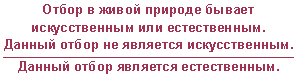 Отбор в живой природе бывает
искусственным или естественным.
Данный отбор не является искусственным.
Данный отбор является естественным.